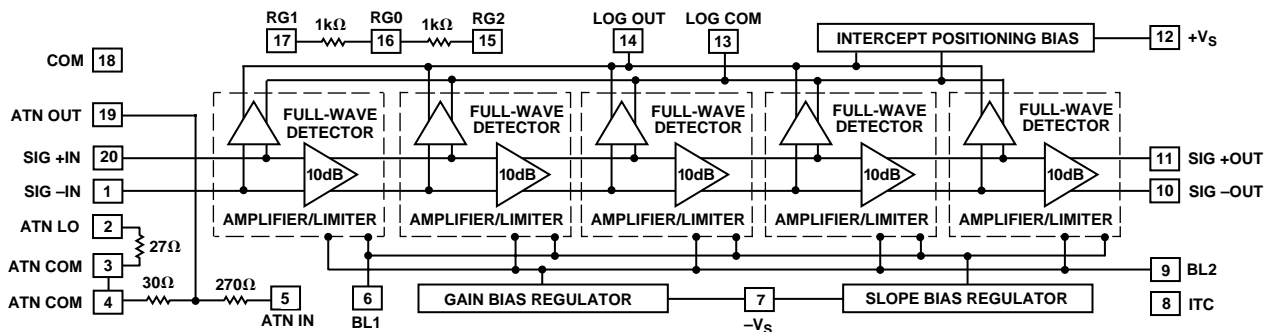 RG1 1kΩ RG0 1kΩ RG2 LOG OUT LOG COM
17 16 15 14 13 INTERCEPT POSITIONING BIAS 12 +VS
COM 18
ATN OUT 19
SIG +IN 20
SIG –IN 1
ATN LO 2
27Ω
ATN COM 3
ATN COM 4
30Ω
270Ω
5
ATN IN
FULL-WAVE
DETECTOR
10dB
AMPLIFIER/LIMITER
FULL-WAVE
DETECTOR
10dB
AMPLIFIER/LIMITER
FULL-WAVE
DETECTOR
10dB
AMPLIFIER/LIMITER
FULL-WAVE
DETECTOR
10dB
AMPLIFIER/LIMITER
FULL-WAVE
DETECTOR
10dB
AMPLIFIER/LIMITER
11 SIG +OUT
10 SIG –OUT
9 BL2
8 ITC
6
BL1
GAIN BIAS REGULATOR
7
–VS
SLOPE BIAS REGULATOR